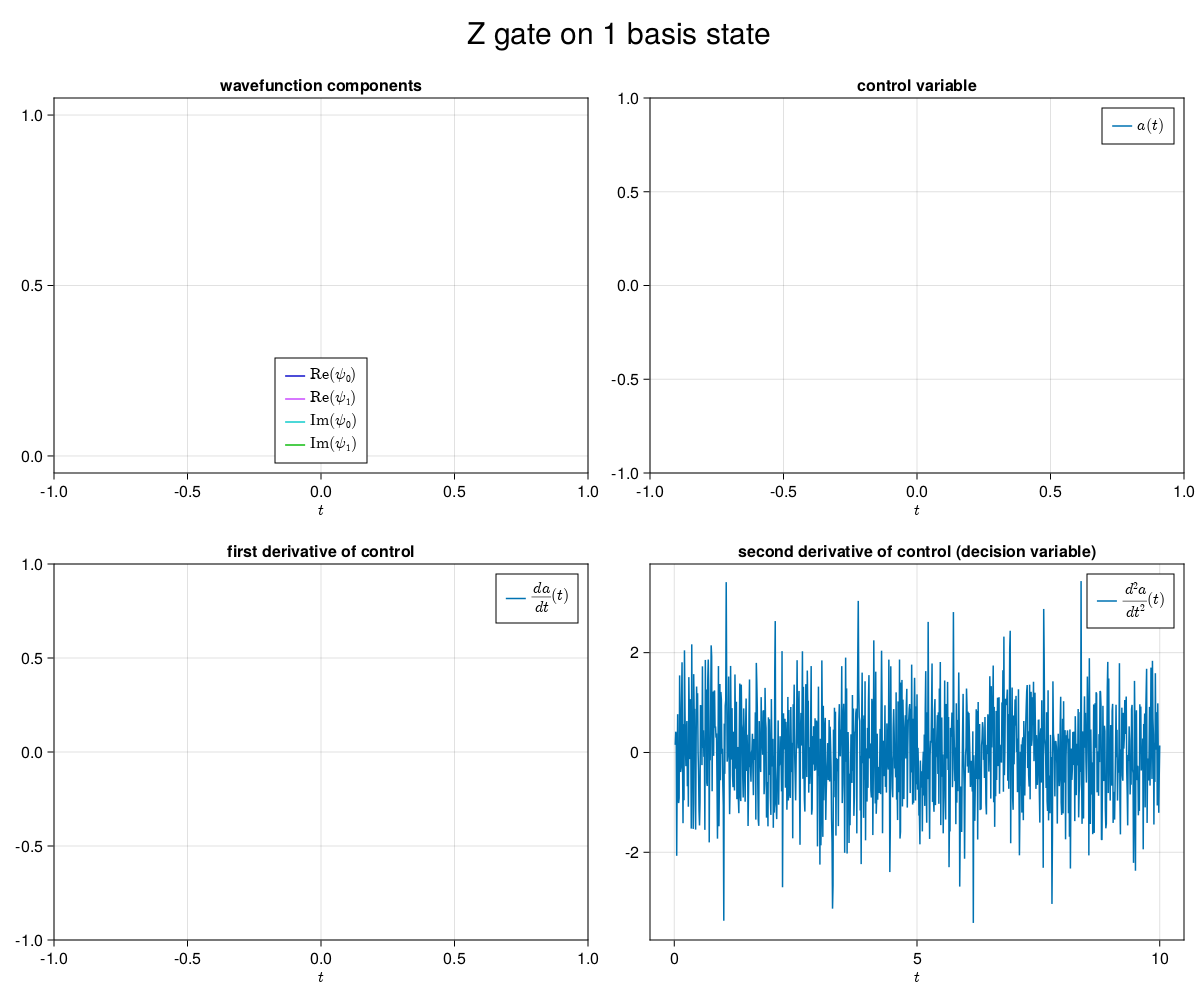 Z gate on 1 basis state
wavefunction components
1.0
0.5
0.0
Re(ψ₀)
Re(ψ₁)
Im(ψ₀)
Im(ψ₁)
-1.0 -0.5 0.0 0.5 1.0
t
control variable
1.0
0.5
0.0
-0.5
-1.0
a(t)
-1.0 -0.5 0.0 0.5 1.0
t
first derivative of control
1.0
0.5
0.0
-0.5
-1.0
da/dt(t)
-1.0 -0.5 0.0 0.5 1.0
t
second derivative of control (decision variable)
2
0
-2
d²a/dt²(t)
0 5 10
t